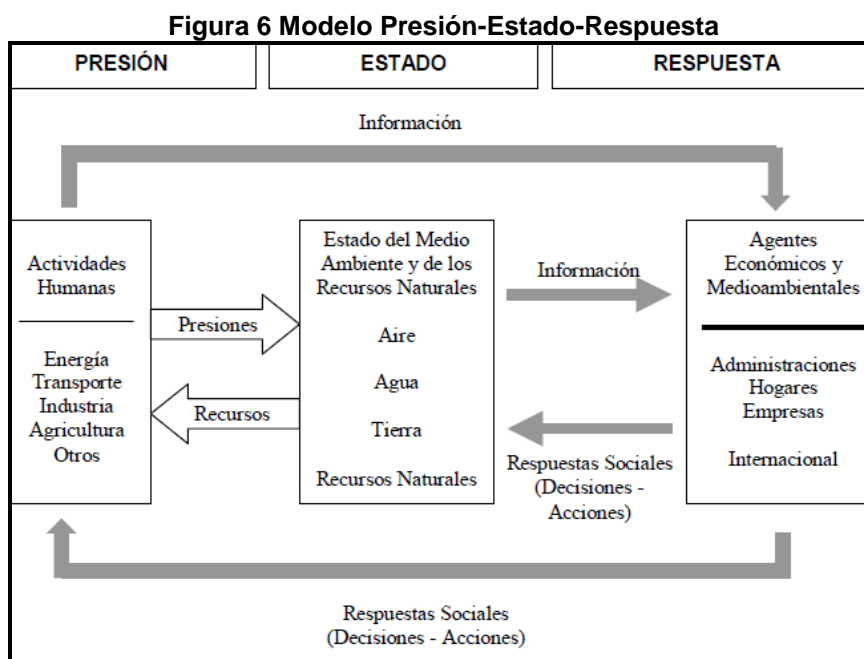 Figura 6 Modelo Presión-Estado-Respuesta
PRESIÓN
ESTADO
RESPUESTA
Información
Actividades
Humanas
Energía
Transporte
Industria
Agricultura
Otros
Presiones
Recursos
Estado del Medio
Ambiente y de los
Recursos Naturales
Aire
Agua
Tierra
Recursos Naturales
Información
Respuestas Sociales
(Decisiones -
Acciones)
Agentes
Económicos y
Medioambientales
Administraciones
Hogares
Empresas
Internacional
Respuestas Sociales
(Decisiones - Acciones)